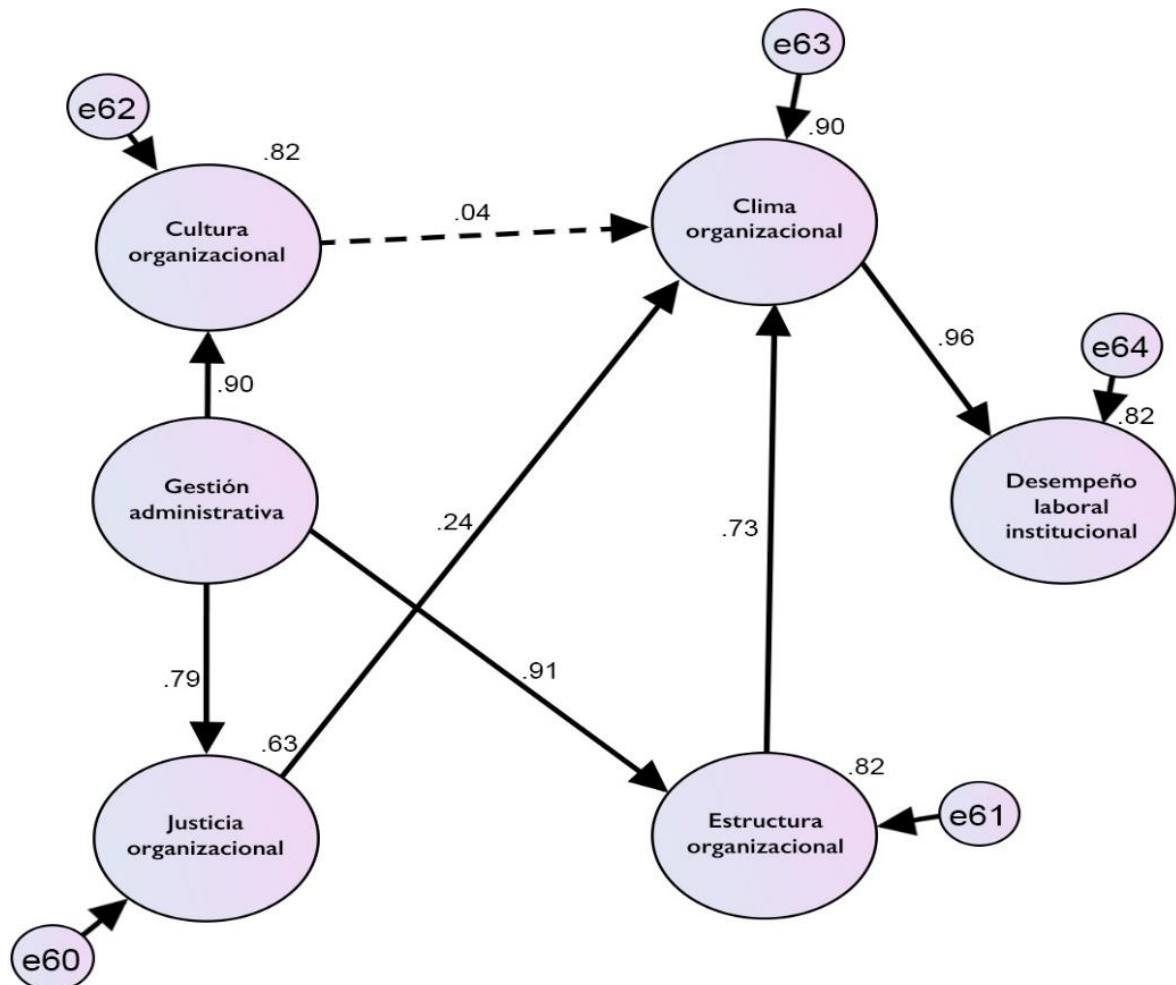 e63
e62
.90
.82
Cultura
organizacional
.04
Clima
organizacional
.96
e64
.90
.82
Gestión
administrativa
Desempeño
laboral
institucional
.24
.73
.79
.91
.63
.82
Justicia
organizacional
Estructura
organizacional
e61
e60